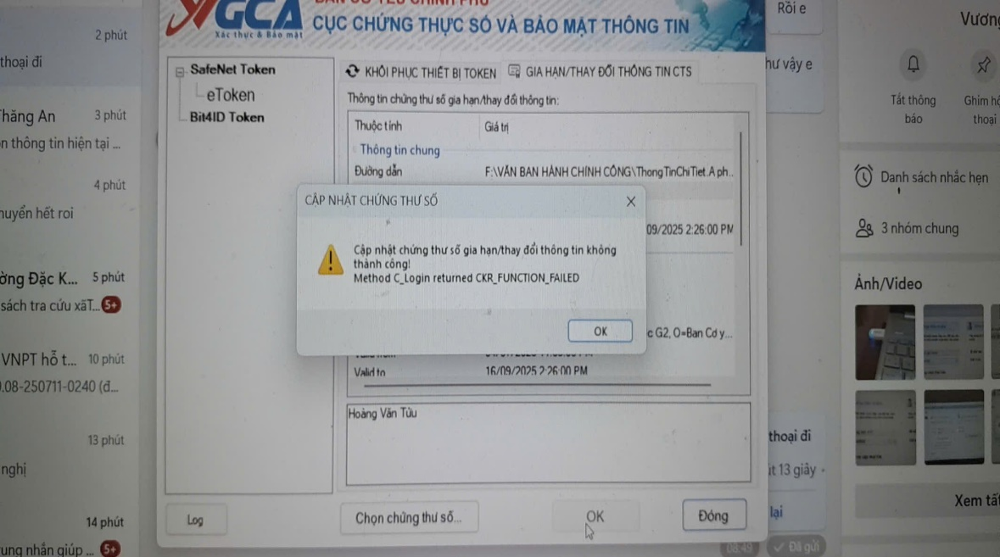 2 phút
thoại đi
Thăng An 3 phút
thông tin hiện tại ...
4 phút
huyển hết roi
ờng Đặc K... 5 phút
sách tra cứu xãT... 5+
VNPT hỗ t... 10 phút
.08-250711-0240 (đ...
13 phút
nghị
14 phút
ung nhắn giúp ... 5+
GCA
Xác thực & Bảo mật
BAN CƠ YẾU CHÍNH PHỦ
CỤC CHỨNG THỰC SỐ VÀ BẢO MẬT THÔNG TIN
SafeNet Token
eToken
Bit4ID Token
KHÔI PHỤC THIẾT BỊ TOKEN
GIA HẠN/THAY ĐỔI THÔNG TIN CTS
Thông tin chứng thư số gia hạn/thay đổi thông tin:
Thuộc tính Giá trị
Thông tin chung
Đường dẫn F:\VĂN BAN HÀNH CHÍNH CÔNG\ThongTinChiTiet.A ph..
09/2025 2:26:00 PM
CẬP NHẬT CHỨNG THƯ SỐ
Cập nhật chứng thư số gia hạn/thay đổi thông tin không
thành công!
Method C_Login returned CKR_FUNCTION_FAILED
OK
c G2, O=Ban Cơ y...
Valid to 16/09/2025 2:26:00 PM
Hoàng Văn Tửu
Log
Chọn chứng thư số...
OK
Đóng
Rồi e
hư vậy e
thoại đi
út 13 giây
lại
08:49
Đã gửi
Vương
Tắt thông
báo
Ghim hộ
thoại
Danh sách nhắc hẹn
3 nhóm chung
Ảnh/Video
Xem tất